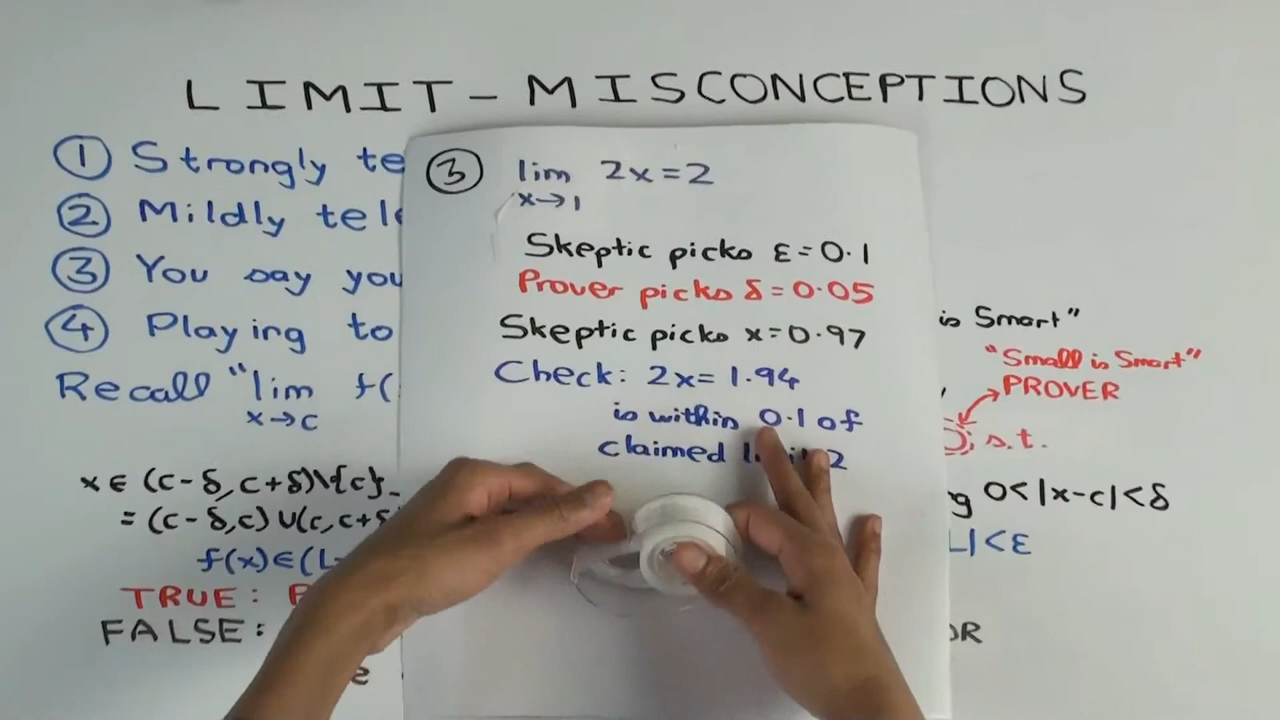 LIMIT - MISCONCEPTIONS
① Strongly te
② Mildly tele
③ You say you
④ Playing to
Recall "lim f(
x→c
x ∈ (c-δ, c+δ)\{c}
= (c-δ,c) ∪ (c, c+δ
f(x)∈(L-
TRUE: P
FALSE:
③ lim 2x=2
x→1
Skeptic picks ε=0.1
Prover picks δ=0.05
Skeptic picks x=0.97
Check: 2x=1.94
is within 0.1 of
claimed 2
is Smart"
"Small is Smart"
PROVER
s.t.
0<|x-c|<δ
L|<ε
OR